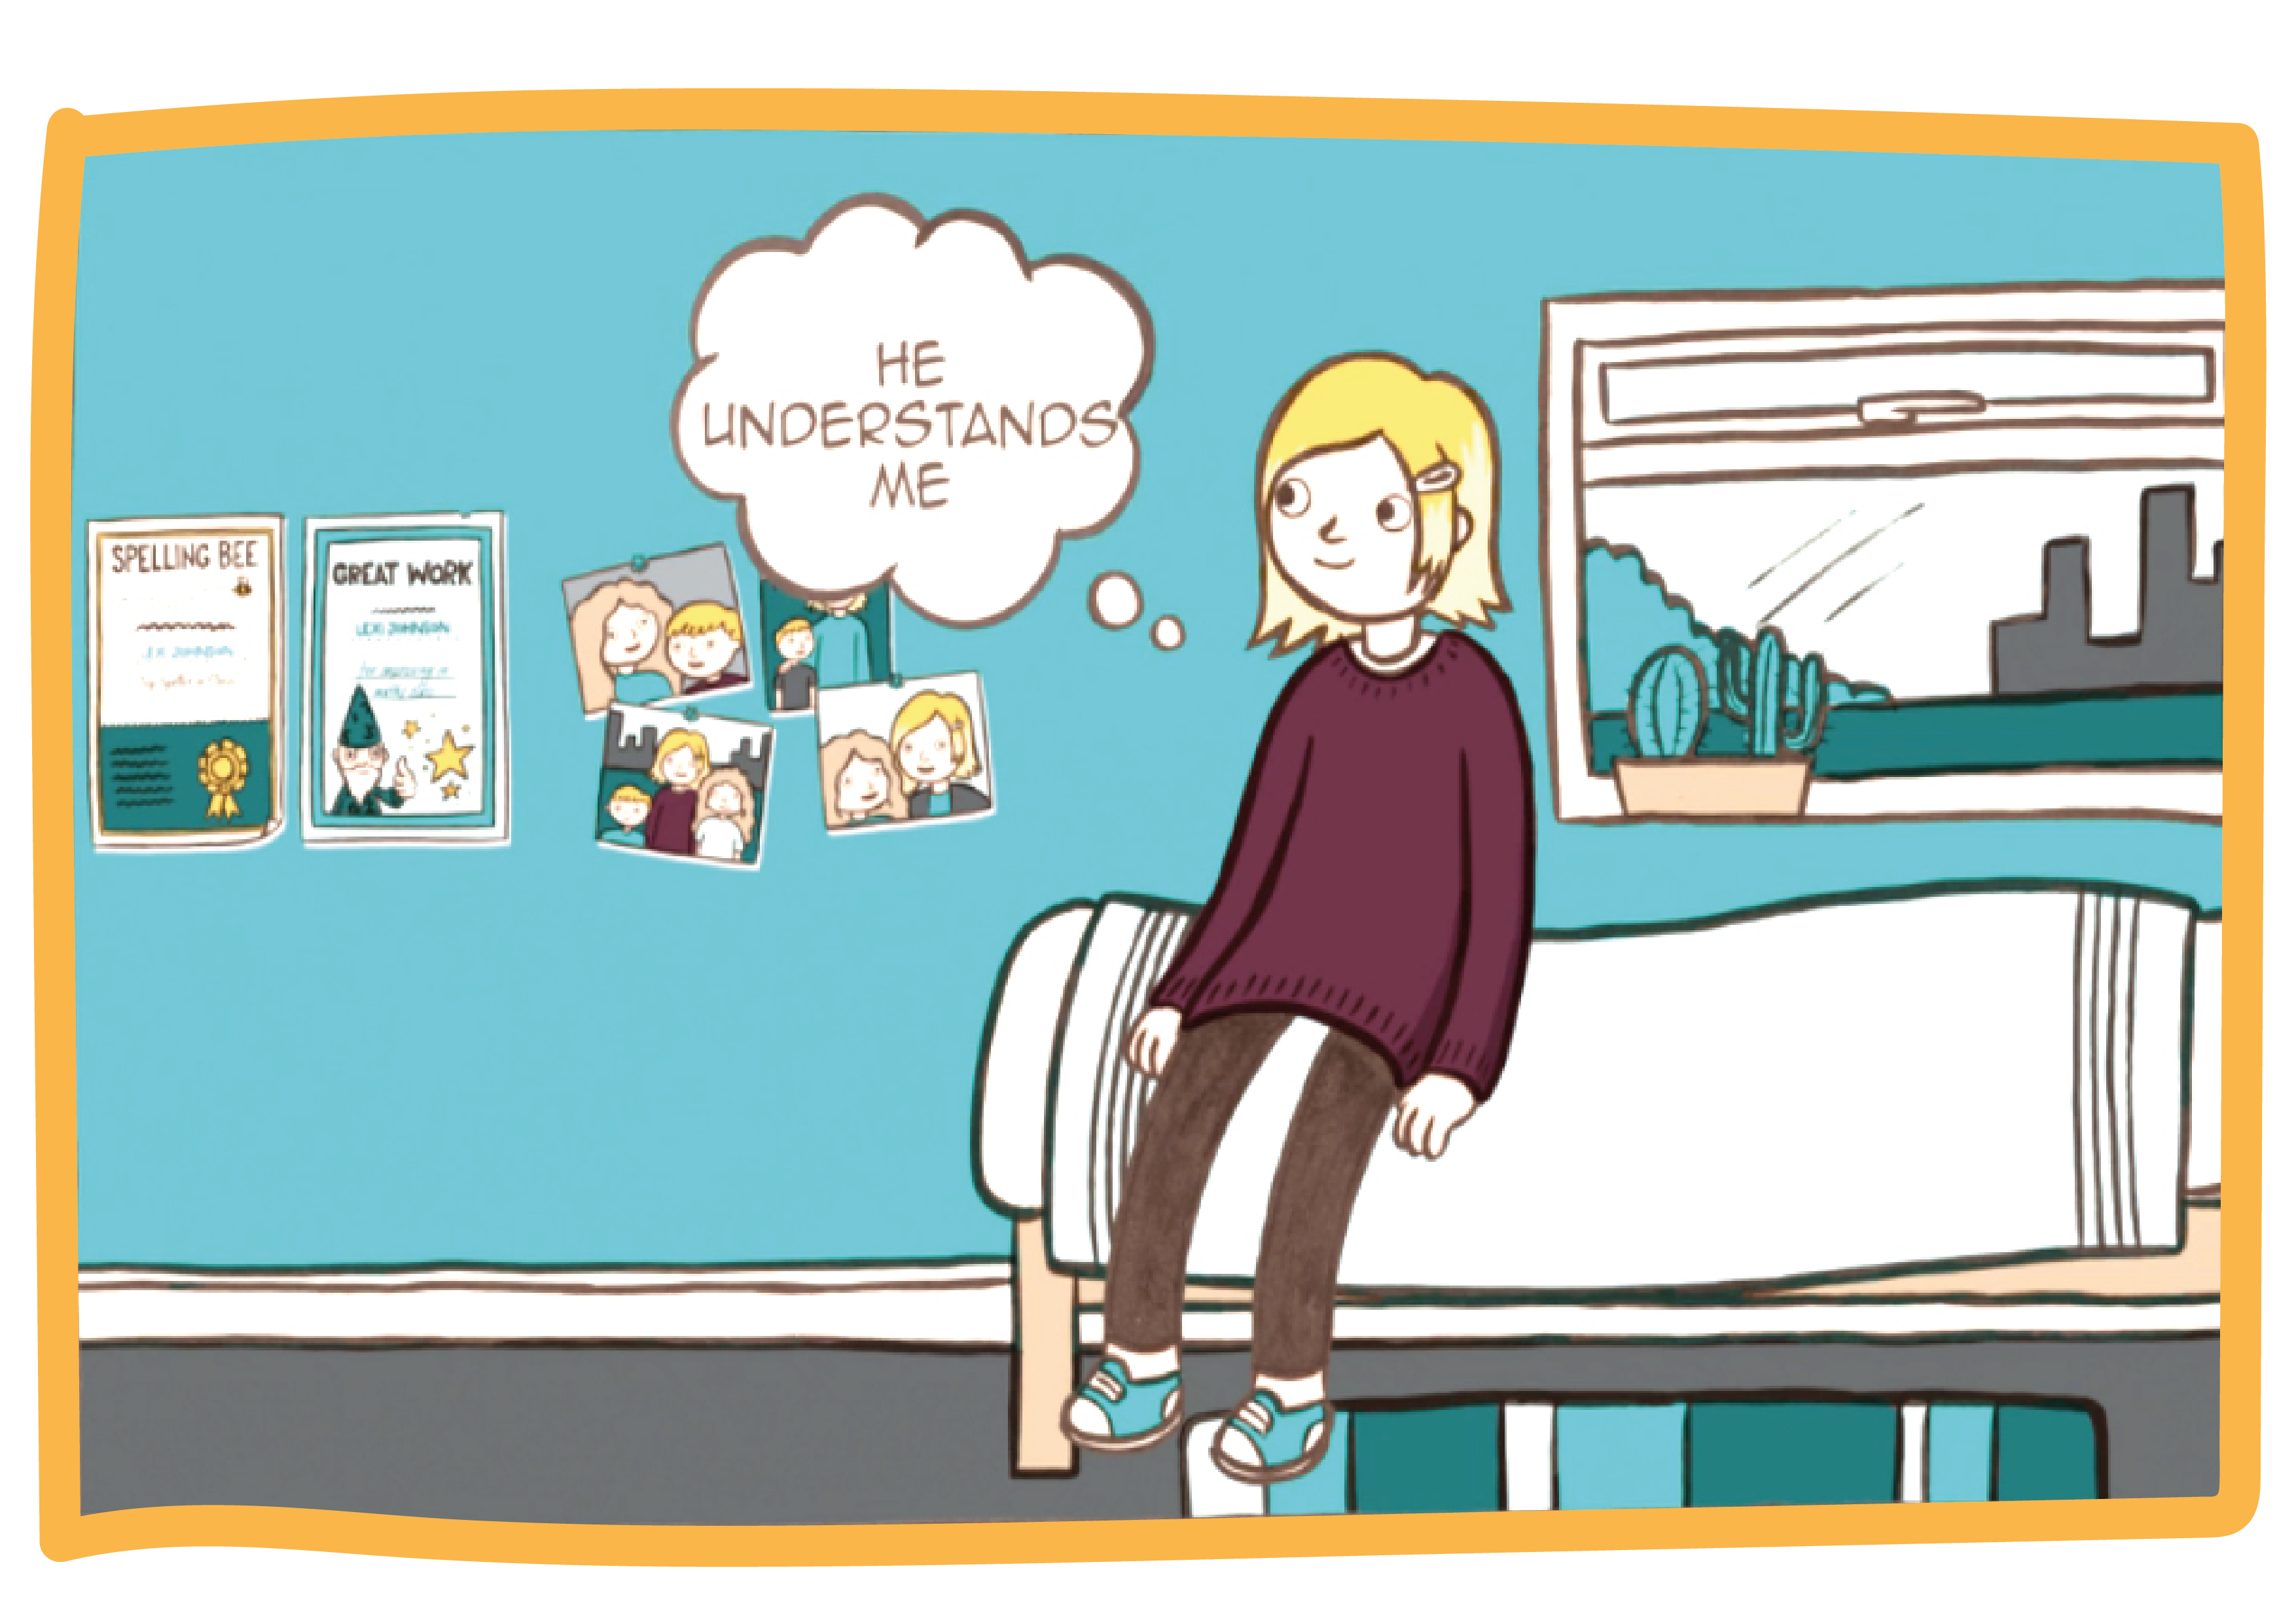 HE
UNDERSTANDS
ME
SPELLING BEE
GREAT WORK
LEXI JOHNSON